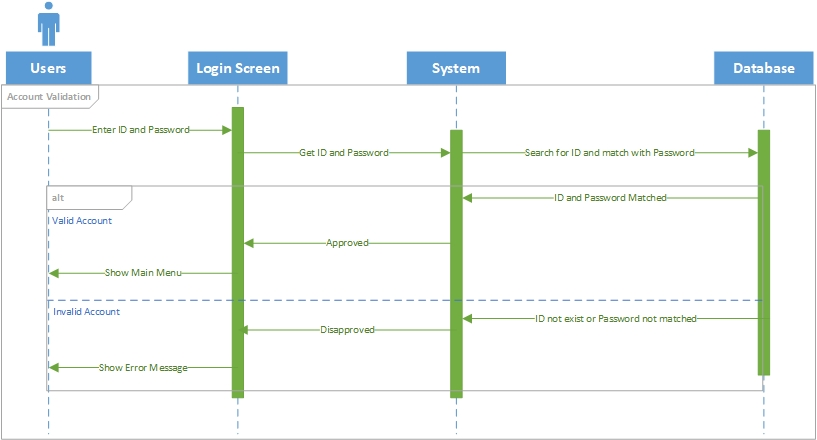 Users
Login Screen
System
Database
Account Validation
Enter ID and Password
Get ID and Password
Search for ID and match with Password
alt
ID and Password Matched
Valid Account
Approved
Show Main Menu
Invalid Account
ID not exist or Password not matched
Disapproved
Show Error Message